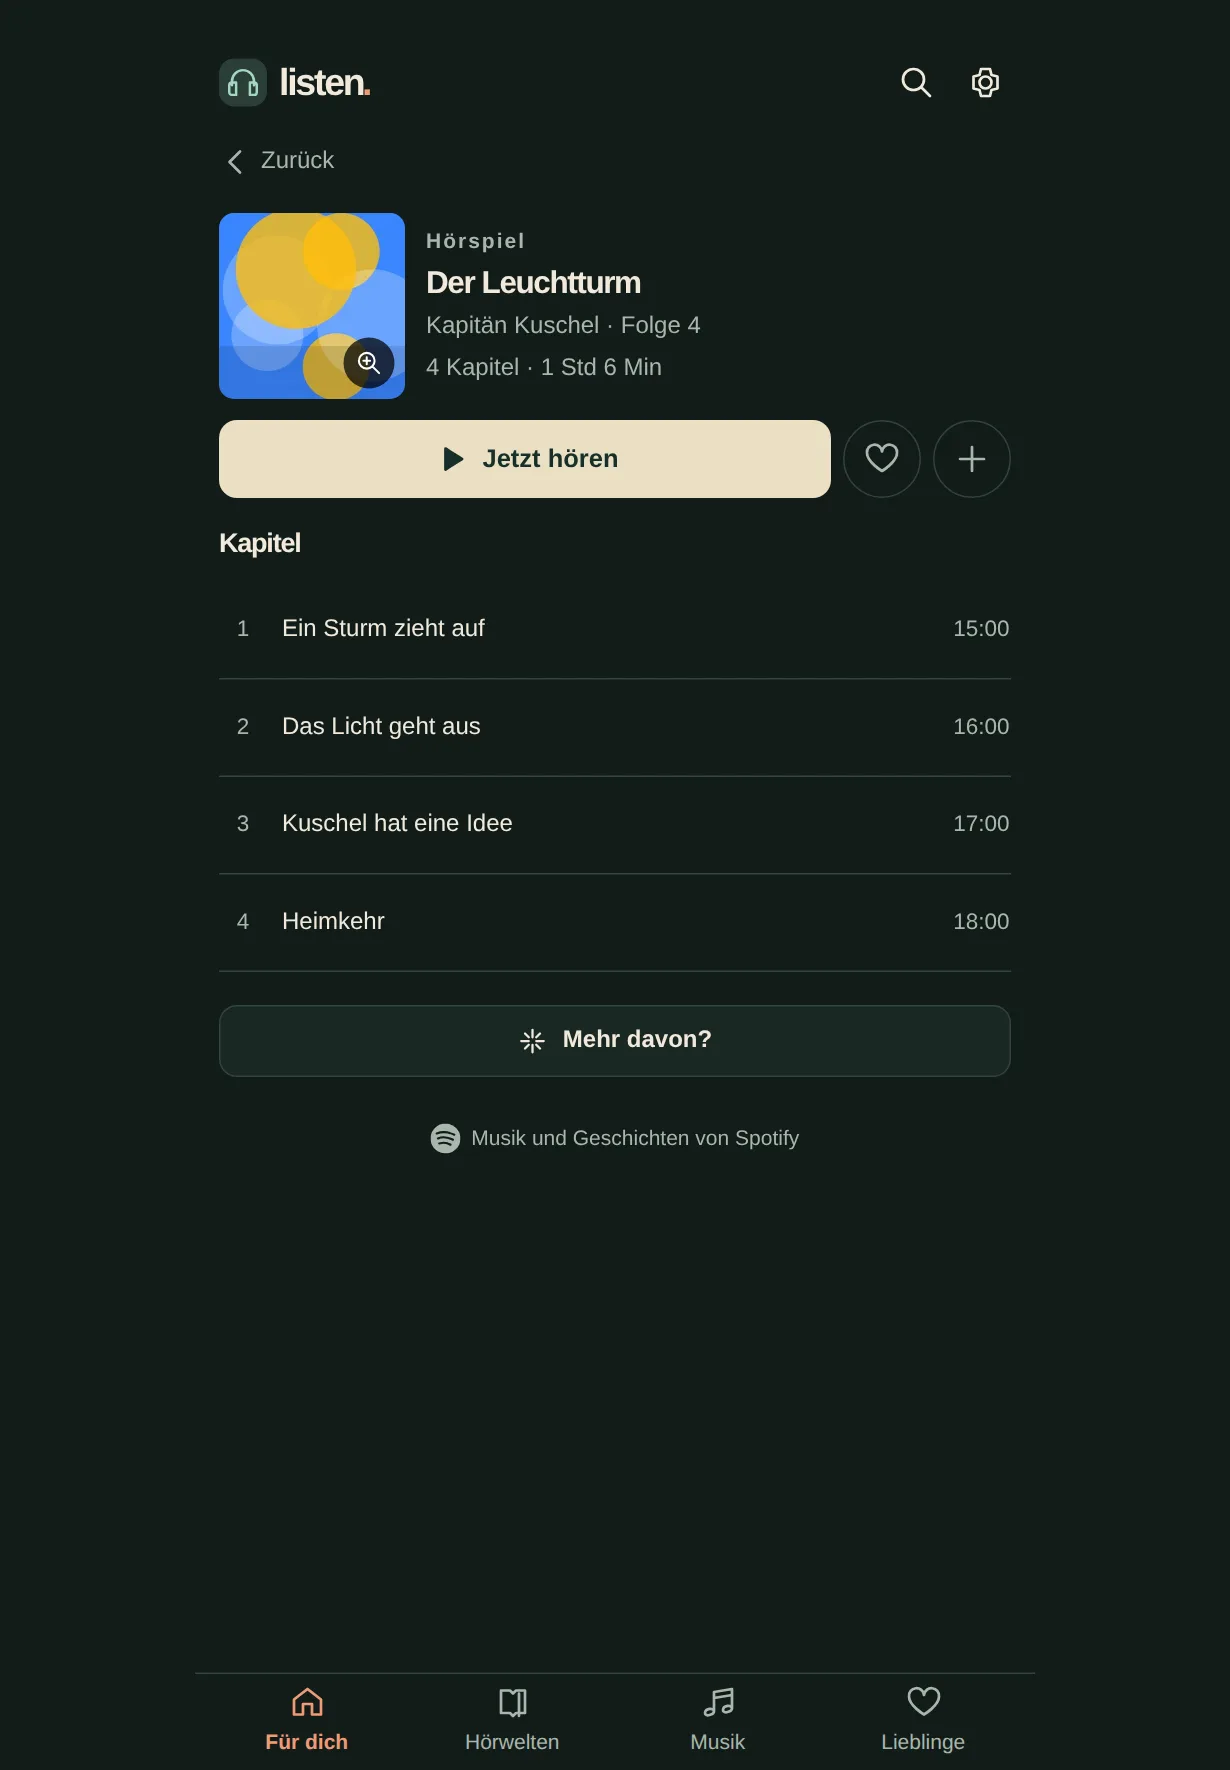 listen.
Zurück
Hörspiel
Der Leuchtturm
Kapitän Kuschel · Folge 4
4 Kapitel · 1 Std 6 Min
Jetzt hören
Kapitel
1 Ein Sturm zieht auf 15:00
2 Das Licht geht aus 16:00
3 Kuschel hat eine Idee 17:00
4 Heimkehr 18:00
Mehr davon?
Musik und Geschichten von Spotify
Für dich Hörwelten Musik Lieblinge